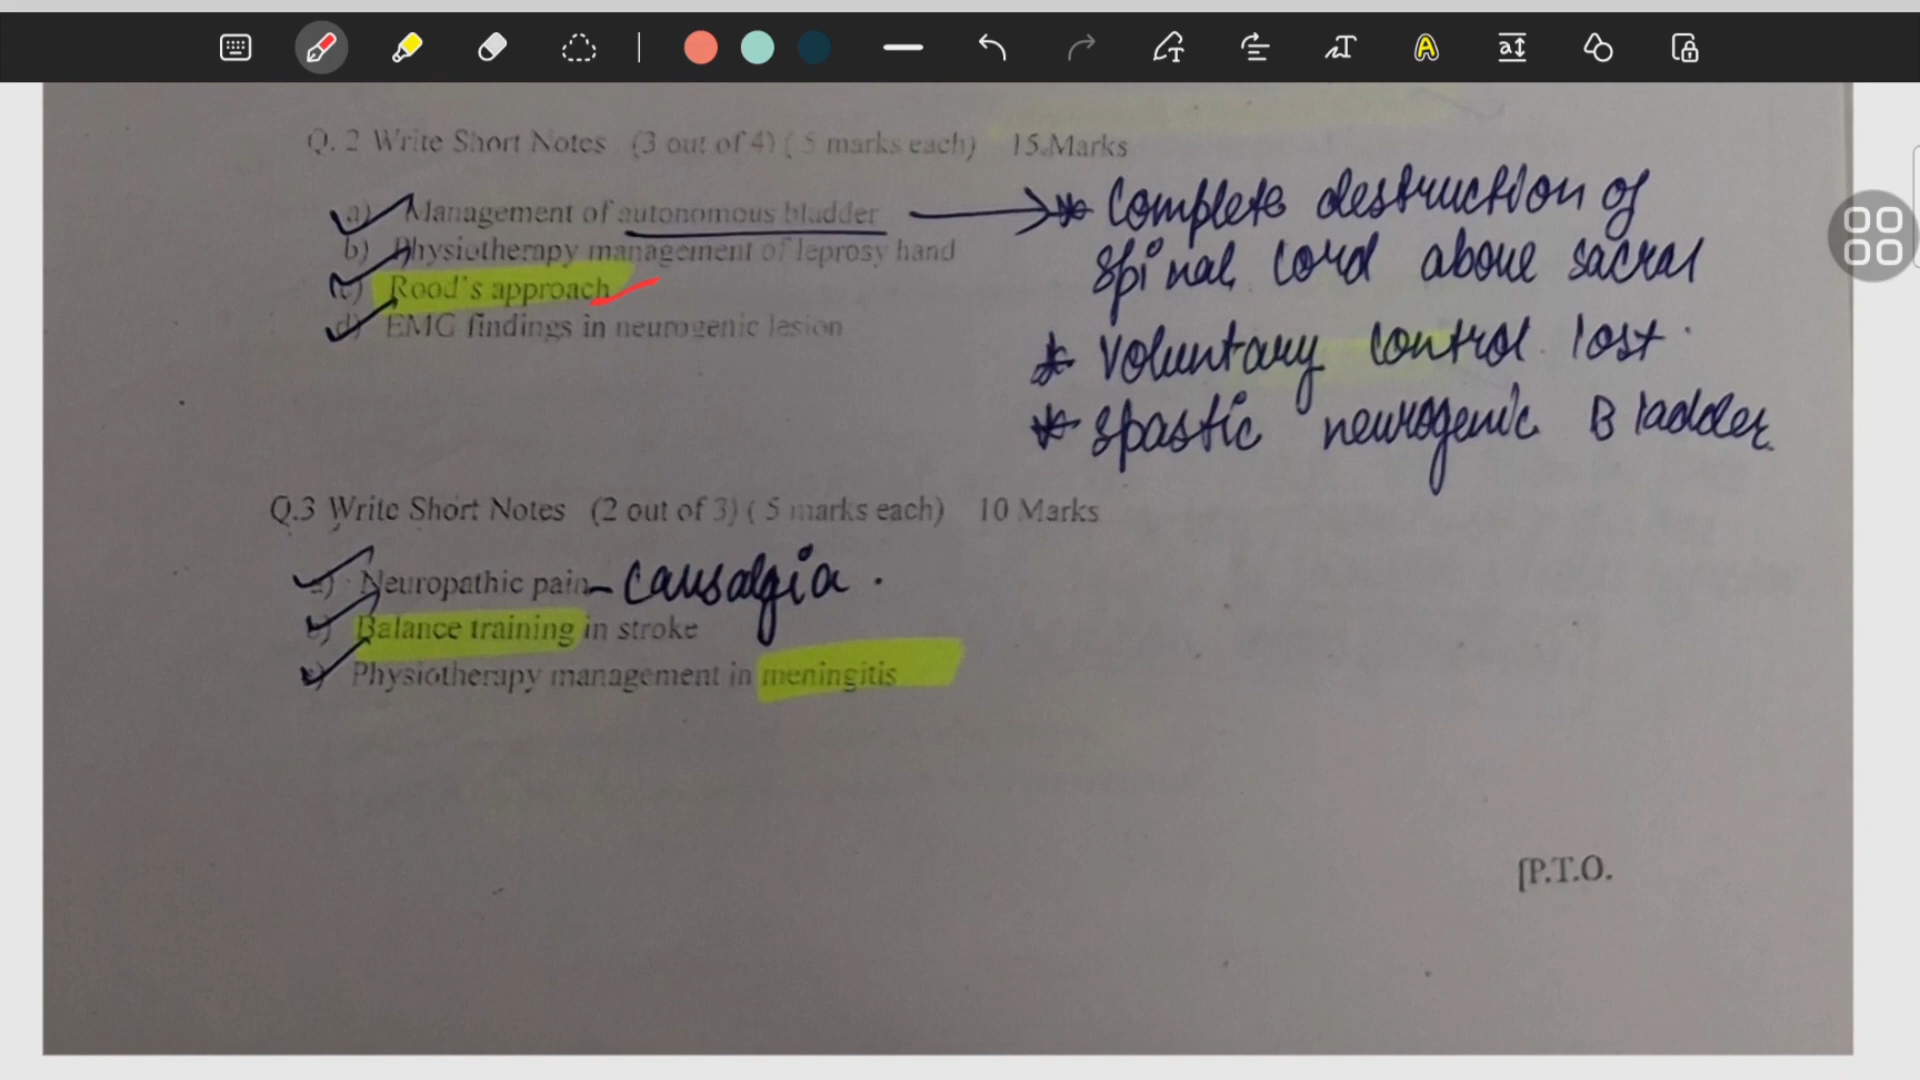 Q. 2 Write Short Notes (3 out of 4) ( 5 marks each) 15 Marks
a) Management of autonomous bladder
* Complete destruction of
spinal cord above sacral
b) Physiotherapy management of leprosy hand
c) Rood's approach
d) EMG findings in neurogenic lesion
* Voluntary control lost.
* Spastic neurogenic Bladder
Q.3 Write Short Notes (2 out of 3) ( 5 marks each) 10 Marks
a) Neuropathic pain - causalgia.
b) Balance training in stroke
c) Physiotherapy management in meningitis
[P.T.O.